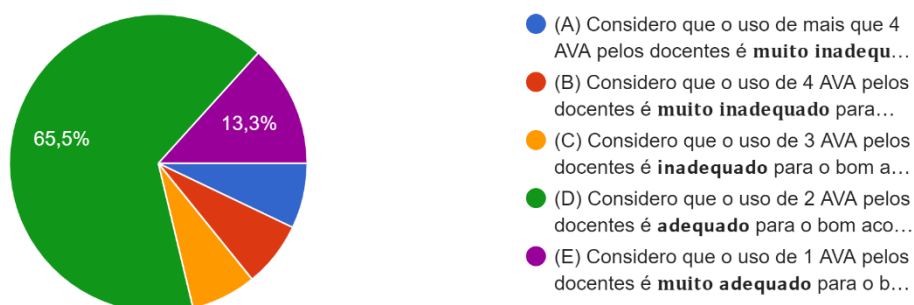 65,5%
13,3%
(A) Considero que o uso de mais que 4
AVA pelos docentes é muito inadequ...
(B) Considero que o uso de 4 AVA pelos
docentes é muito inadequado para...
(C) Considero que o uso de 3 AVA pelos
docentes é inadequado para o bom a...
(D) Considero que o uso de 2 AVA pelos
docentes é adequado para o bom aco...
(E) Considero que o uso de 1 AVA pelos
docentes é muito adequado para o b...